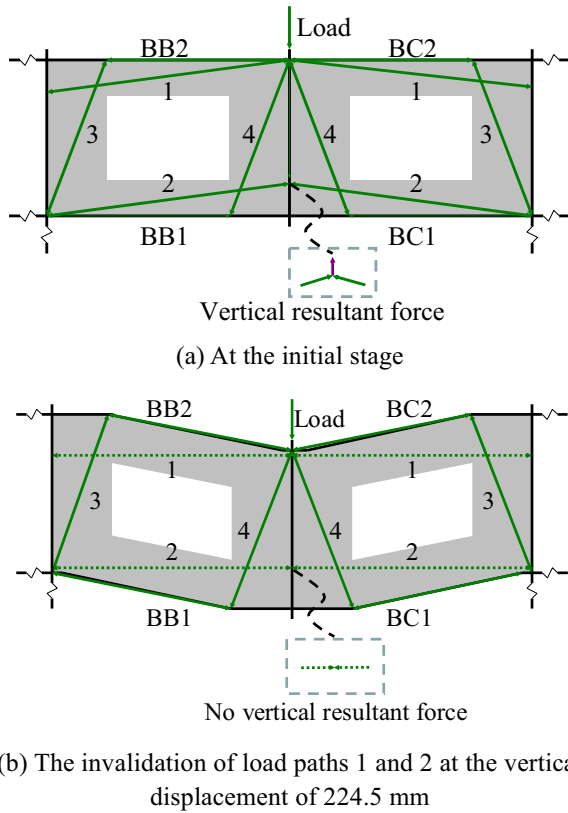 Load
BB2 BC2
1 1
3 4 4 3
2 2
BB1 BC1
Vertical resultant force
(a) At the initial stage
BB2 Load BC2
1 1
3 4 4 3
2 2
BB1 BC1
No vertical resultant force
(b) The invalidation of load paths 1 and 2 at the vertica
displacement of 224.5 mm